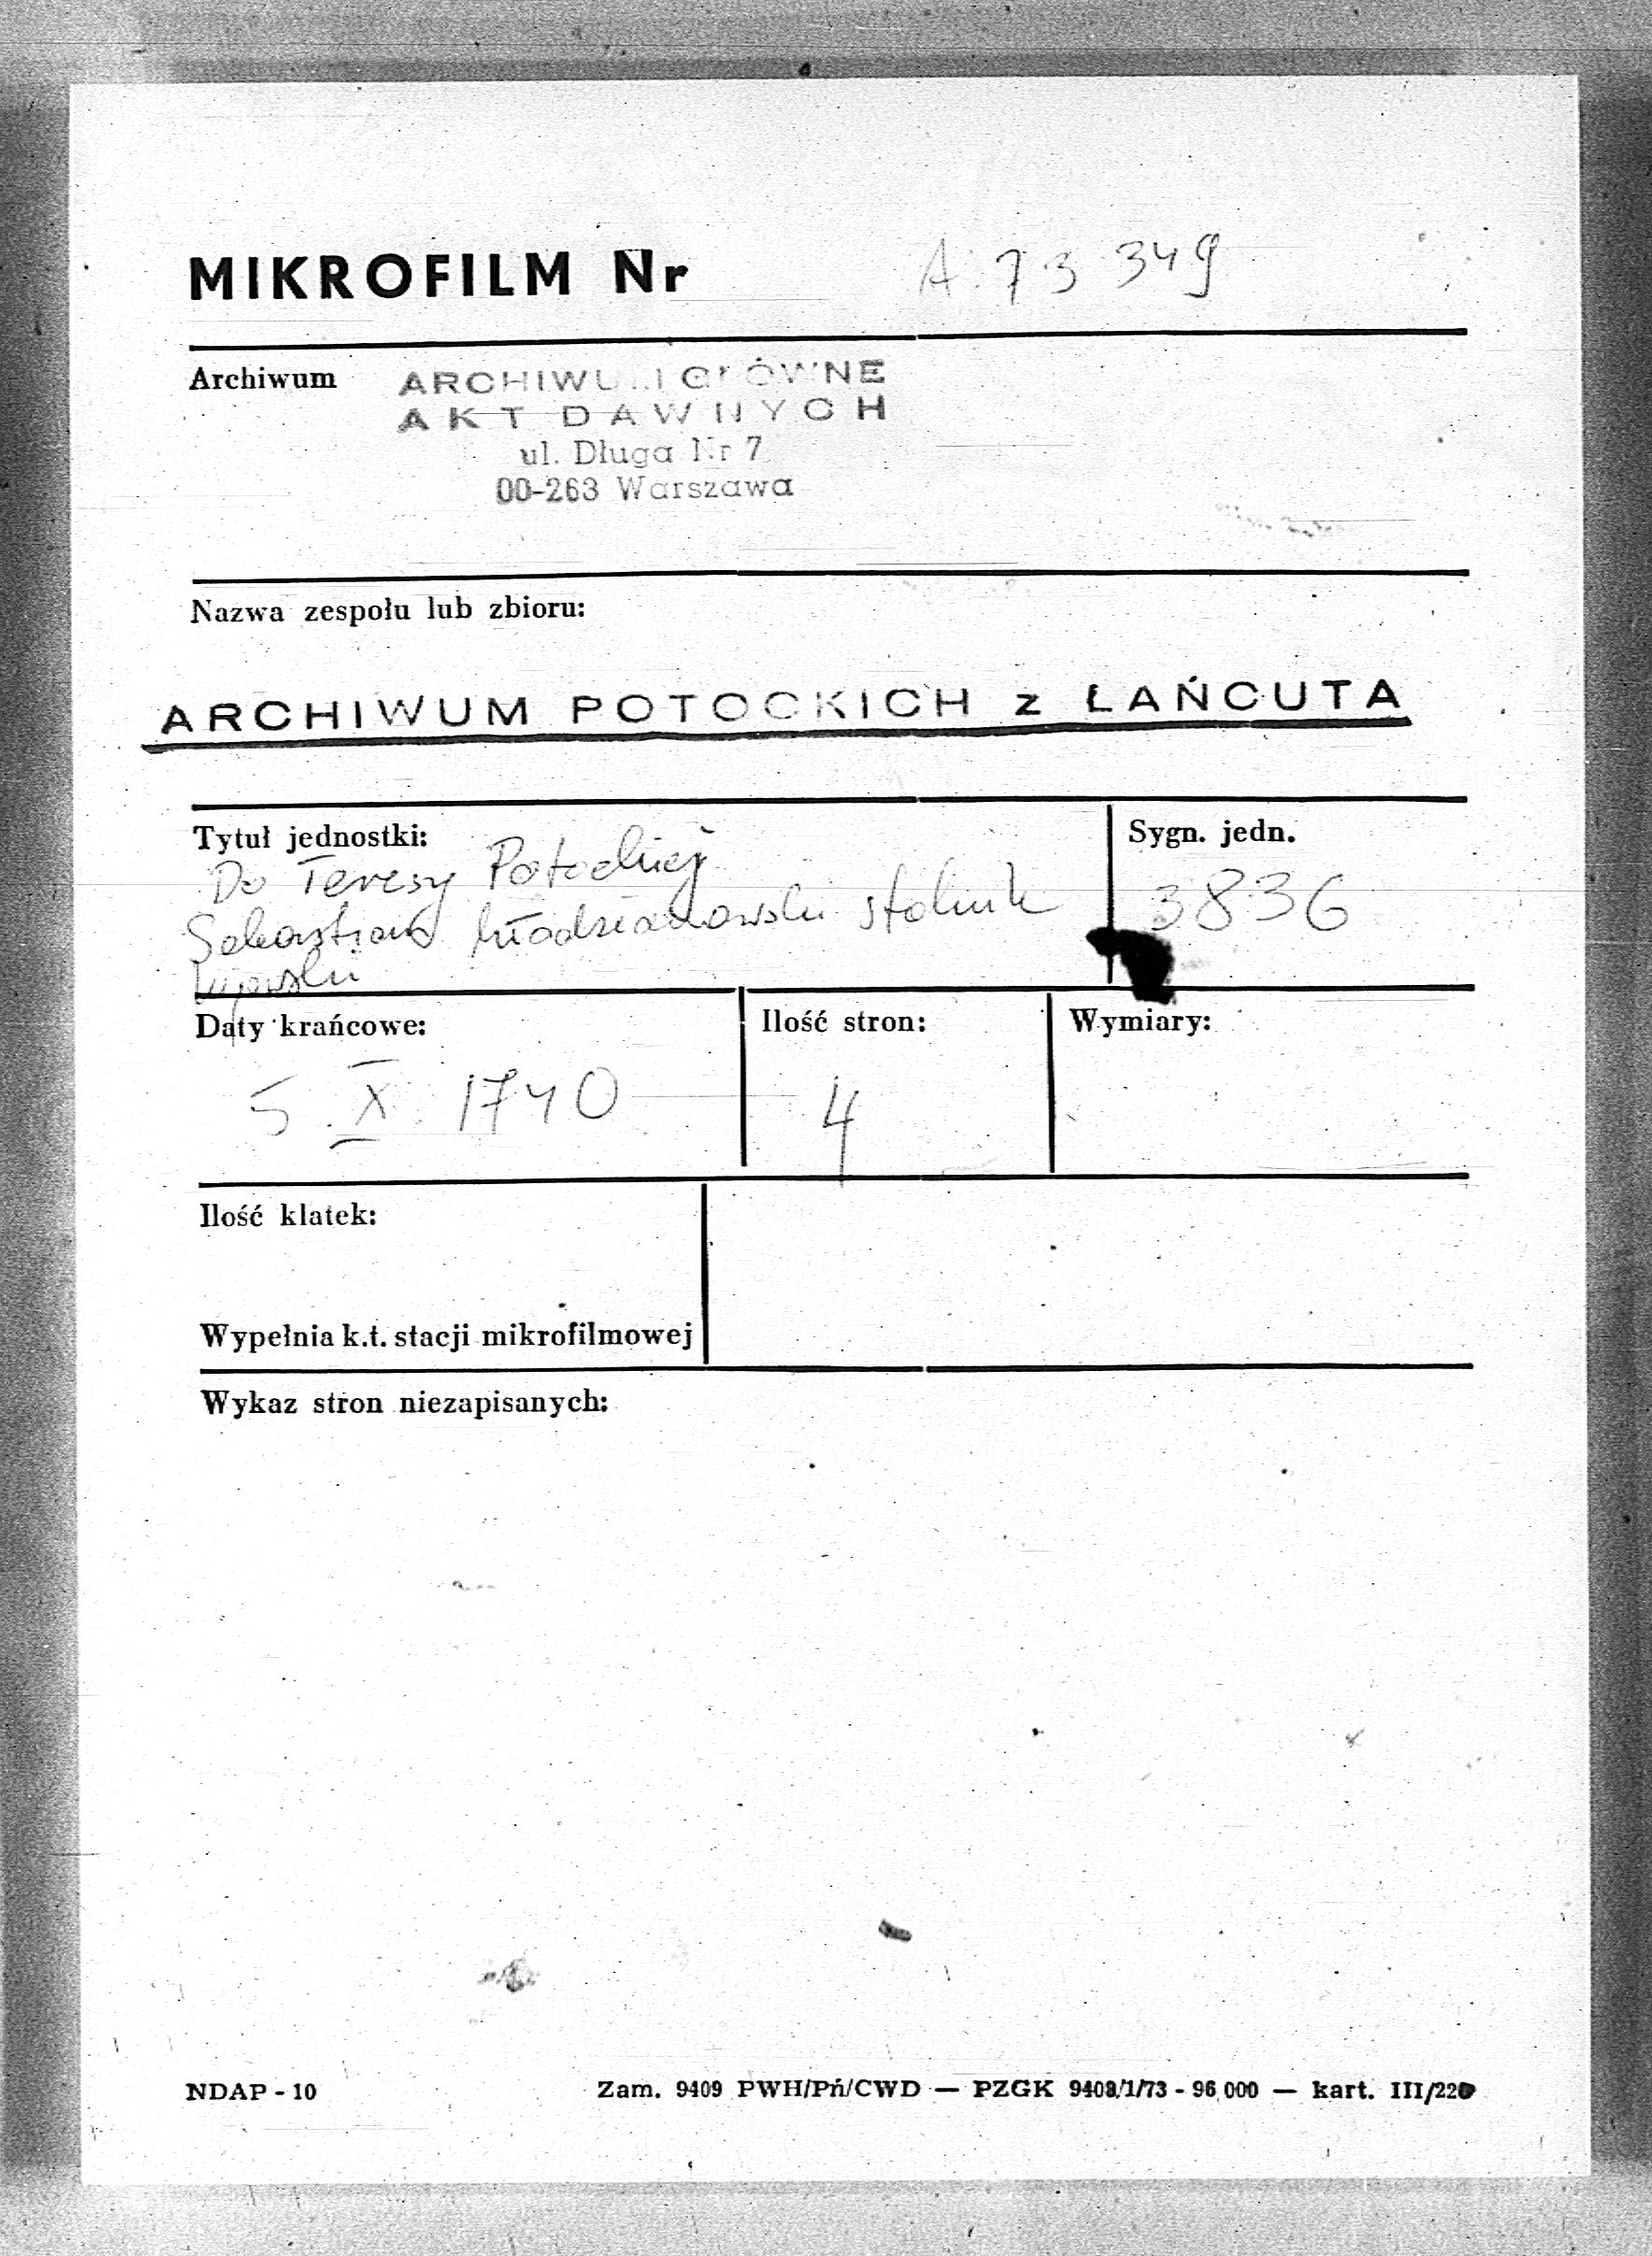 MIKROFILM Nr A. 73 349
Archiwum ARCHIWUM GŁÓWNE
AKT DAWNYCH
ul. Długa Nr 7
00-263 Warszawa
Nazwa zespołu lub zbioru:
ARCHIWUM POTOCKICH z ŁAŃCUTA
Tytuł jednostki: Sygn. jedn.
Do Teresy Potockiej 3836
Sebastian Młodzianowski stolnik
Daty krańcowe: Ilość stron: Wymiary:
5. X. 1740 4
Ilość klatek:
Wypełnia k.t. stacji mikrofilmowej
Wykaz stron niezapisanych:
NDAP - 10 Zam. 9409 PWH/Pń/CWD — PZGK 9409/1/73 - 96 000 — kart. III/220